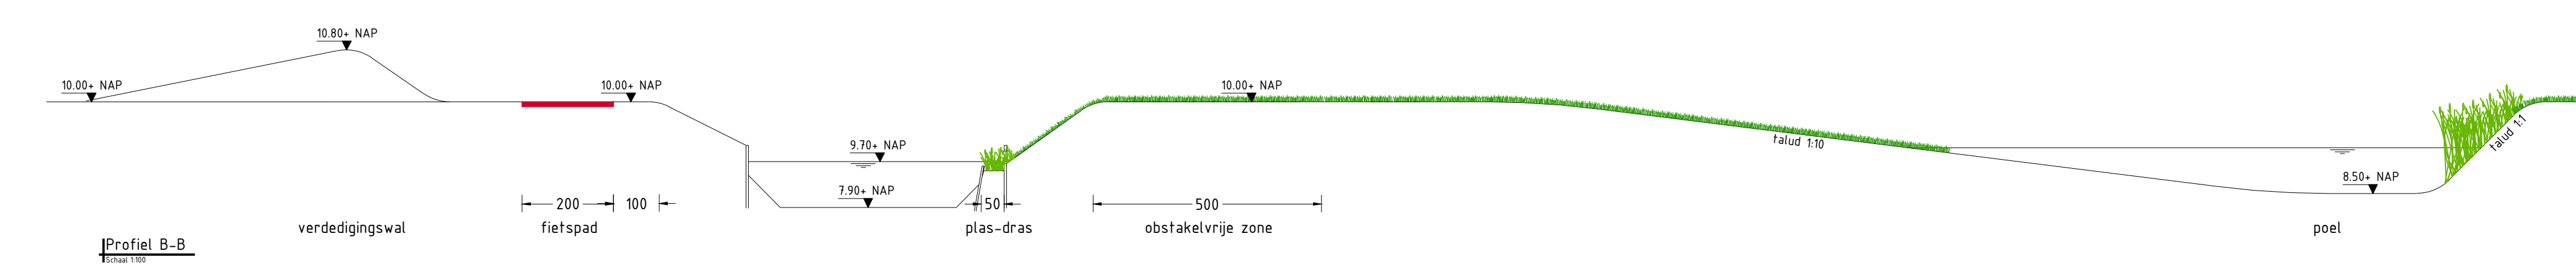 10.80+ NAP
10.00+ NAP
10.00+ NAP
10.00+ NAP
9.70+ NAP
talud 1:10
talud 1:1
7.90+ NAP
8.50+ NAP
200
100
50
500
verdedigingswal
fietspad
plas-dras
obstakelvrije zone
poel
Profiel B-B
Schaal 1:100